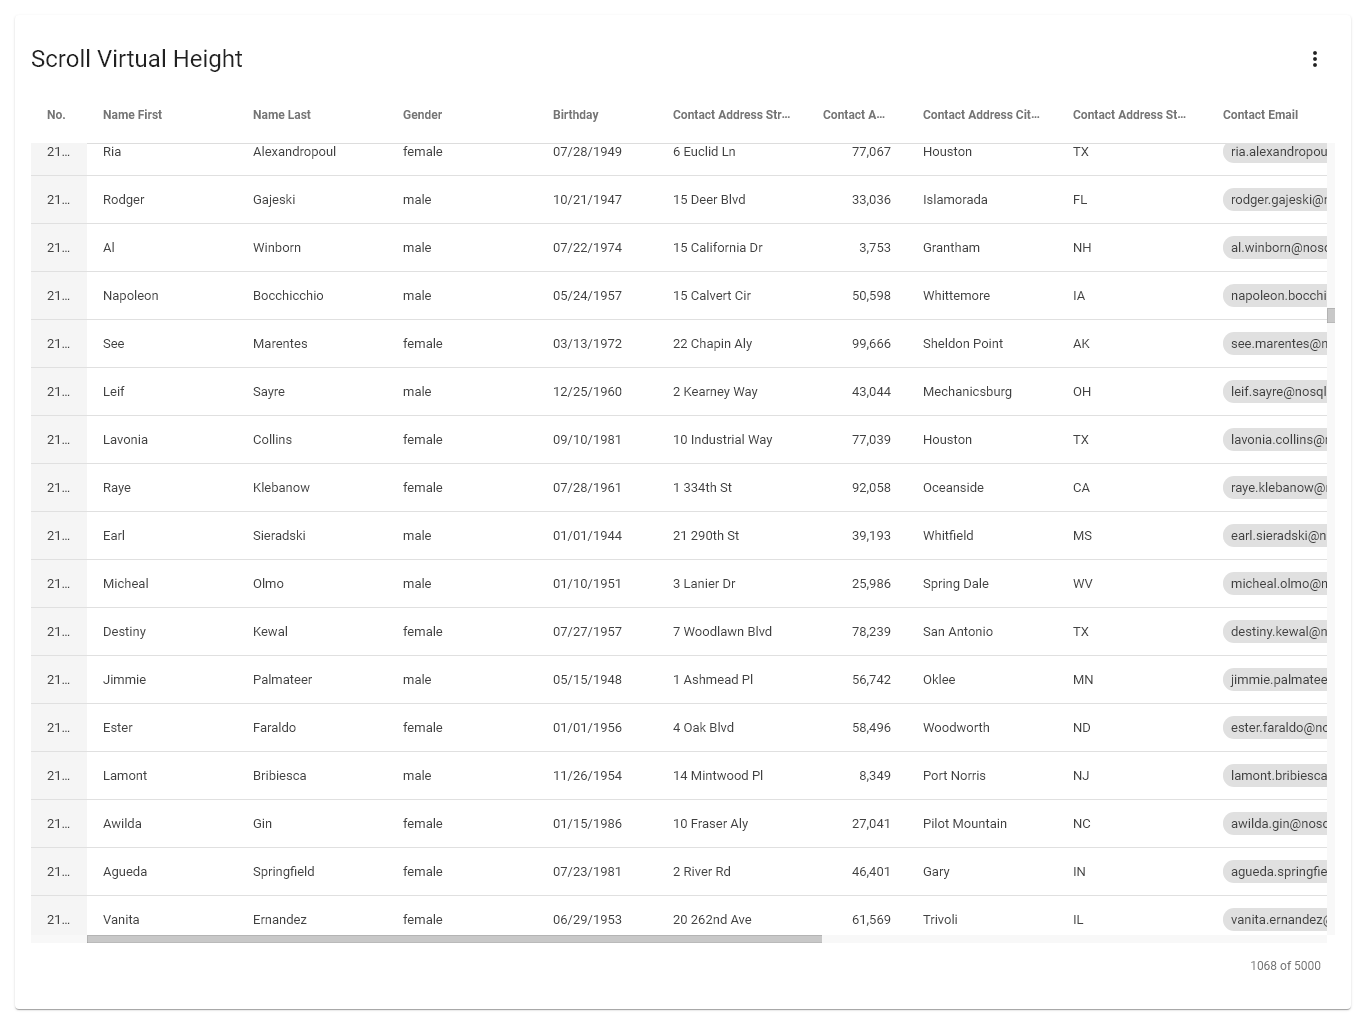 Scroll Virtual Height
No. Name First Name Last Gender Birthday Contact Address Str... Contact A... Contact Address Cit... Contact Address St... Contact Email
21... Ria Alexandropoul female 07/28/1949 6 Euclid Ln 77,067 Houston TX ria.alexandropou
21... Rodger Gajeski male 10/21/1947 15 Deer Blvd 33,036 Islamorada FL rodger.gajeski@n
21... Al Winborn male 07/22/1974 15 California Dr 3,753 Grantham NH al.winborn@nosq
21... Napoleon Bocchicchio male 05/24/1957 15 Calvert Cir 50,598 Whittemore IA napoleon.bocchi
21... See Marentes female 03/13/1972 22 Chapin Aly 99,666 Sheldon Point AK see.marentes@n
21... Leif Sayre male 12/25/1960 2 Kearney Way 43,044 Mechanicsburg OH leif.sayre@nosql
21... Lavonia Collins female 09/10/1981 10 Industrial Way 77,039 Houston TX lavonia.collins@
21... Raye Klebanow female 07/28/1961 1 334th St 92,058 Oceanside CA raye.klebanow@
21... Earl Sieradski male 01/01/1944 21 290th St 39,193 Whitfield MS earl.sieradski@n
21... Micheal Olmo male 01/10/1951 3 Lanier Dr 25,986 Spring Dale WV micheal.olmo@n
21... Destiny Kewal female 07/27/1957 7 Woodlawn Blvd 78,239 San Antonio TX destiny.kewal@n
21... Jimmie Palmateer male 05/15/1948 1 Ashmead Pl 56,742 Oklee MN jimmie.palmatee
21... Ester Faraldo female 01/01/1956 4 Oak Blvd 58,496 Woodworth ND ester.faraldo@no
21... Lamont Bribiesca male 11/26/1954 14 Mintwood Pl 8,349 Port Norris NJ lamont.bribiesca
21... Awilda Gin female 01/15/1986 10 Fraser Aly 27,041 Pilot Mountain NC awilda.gin@nosq
21... Agueda Springfield female 07/23/1981 2 River Rd 46,401 Gary IN agueda.springfie
21... Vanita Ernandez female 06/29/1953 20 262nd Ave 61,569 Trivoli IL vanita.ernandez@
1068 of 5000